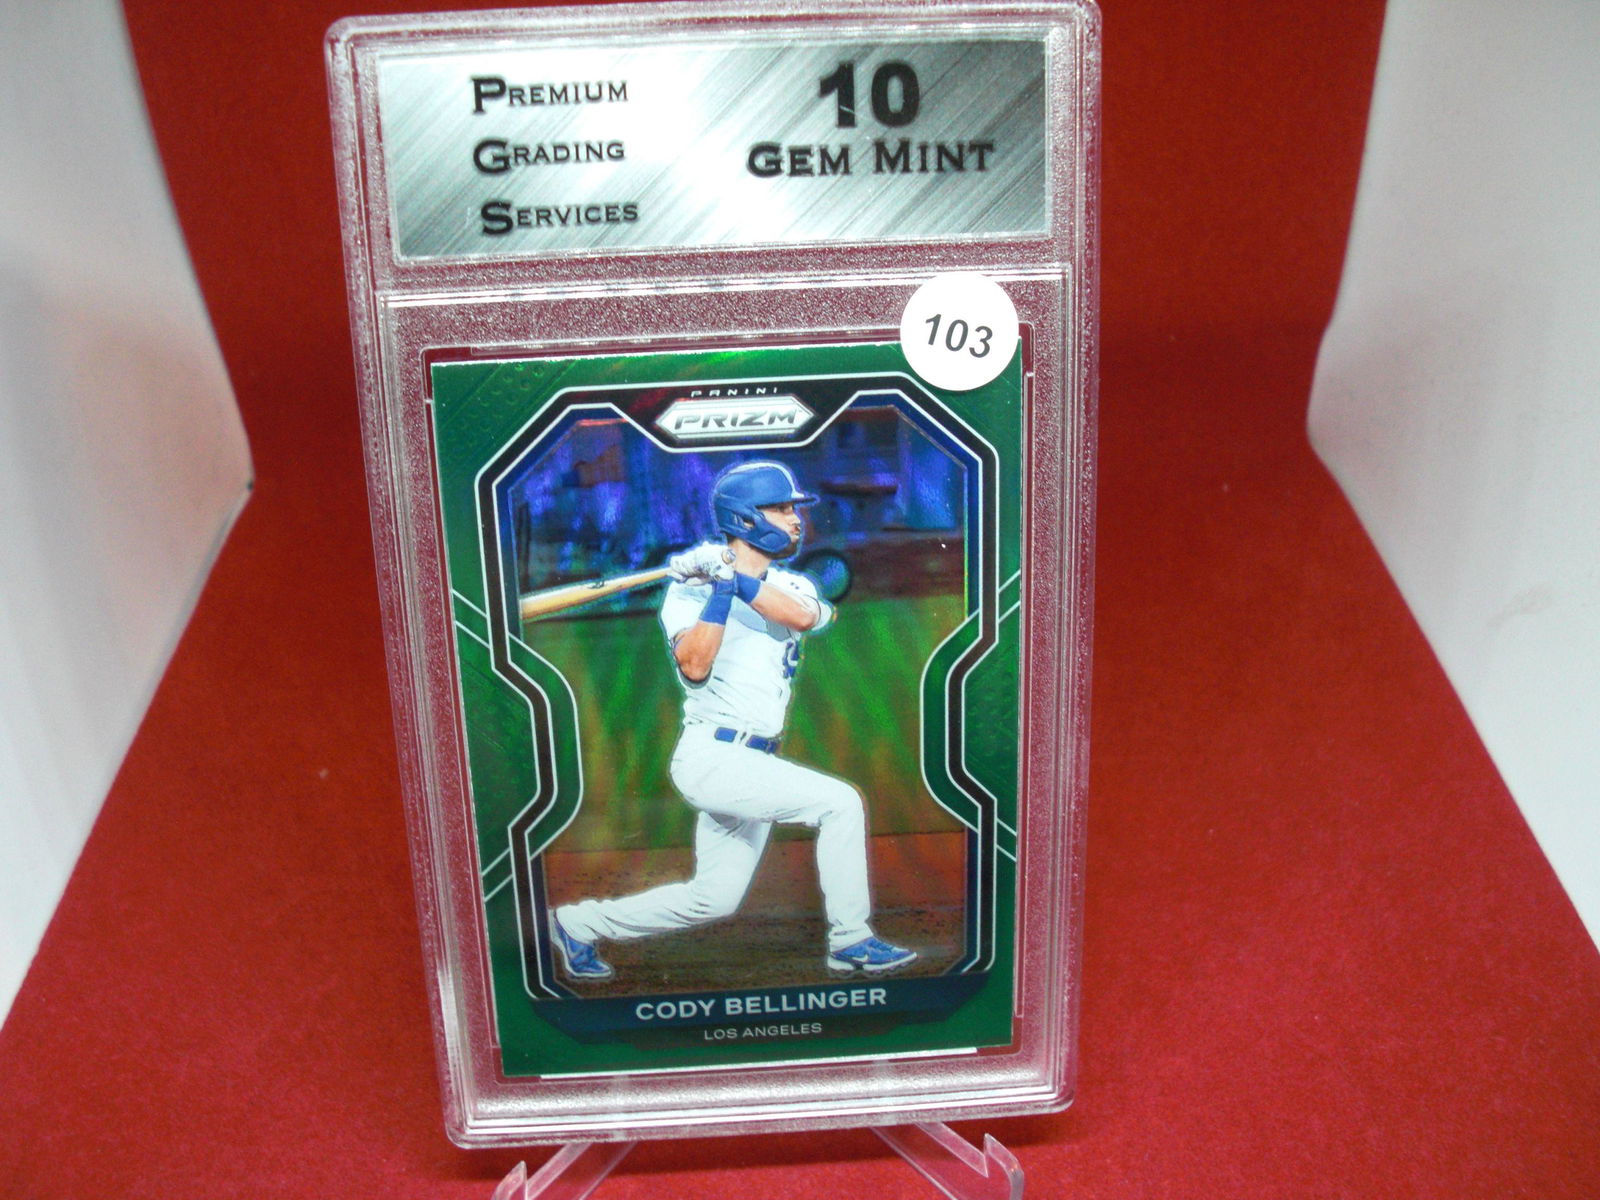 PREMIUM
GRADING
SERVICES
10
GEM MINT
103
PANINI
PRIZM
CODY BELLINGER
LOS ANGELES